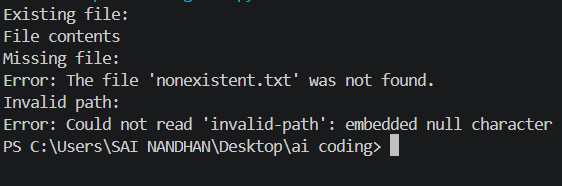 Existing file:
File contents
Missing file:
Error: The file 'nonexistent.txt' was not found.
Invalid path:
Error: Could not read 'invalid-path': embedded null character
PS C:\Users\SAI NANDHAN\Desktop\ai coding>